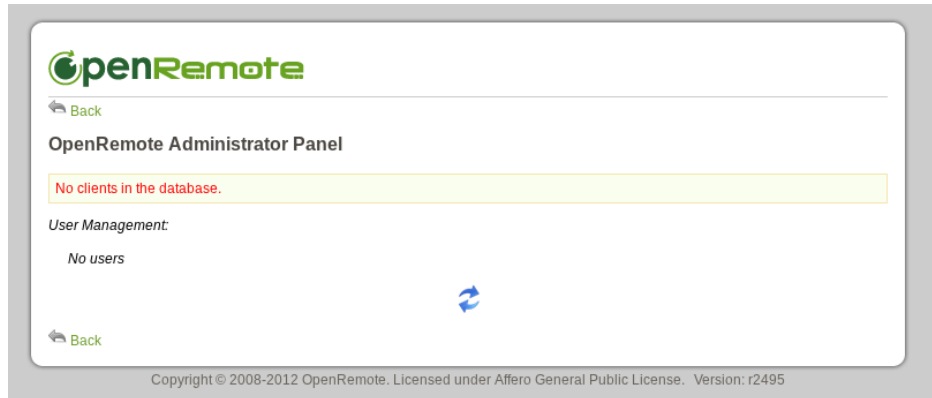 OpenRemote
Back
OpenRemote Administrator Panel
No clients in the database.
User Management:
No users
Back
Copyright © 2008-2012 OpenRemote. Licensed under Affero General Public License. Version: r2495